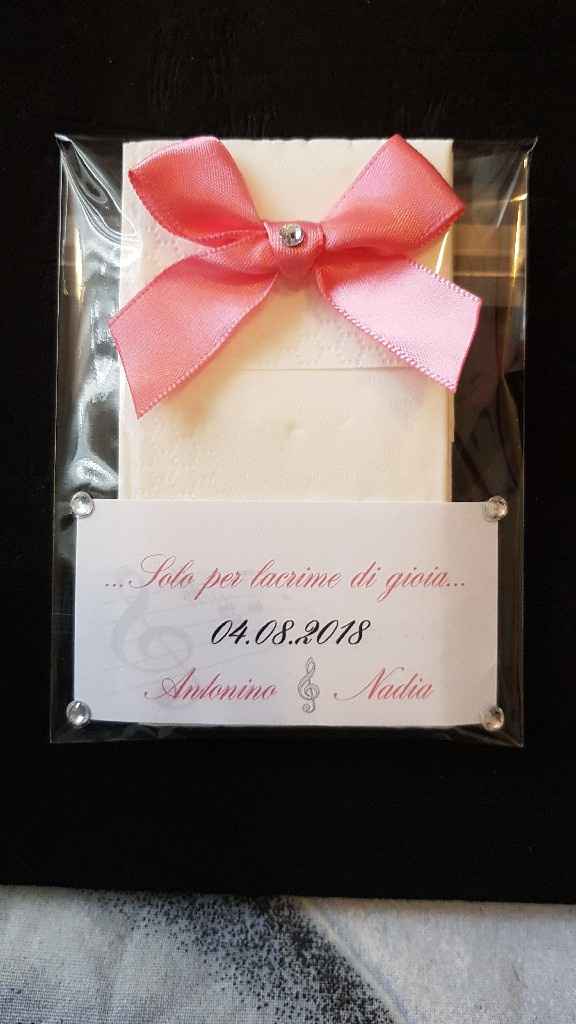 ...Solo per lacrime di gioia...
04.08.2018
Antonino Nadia